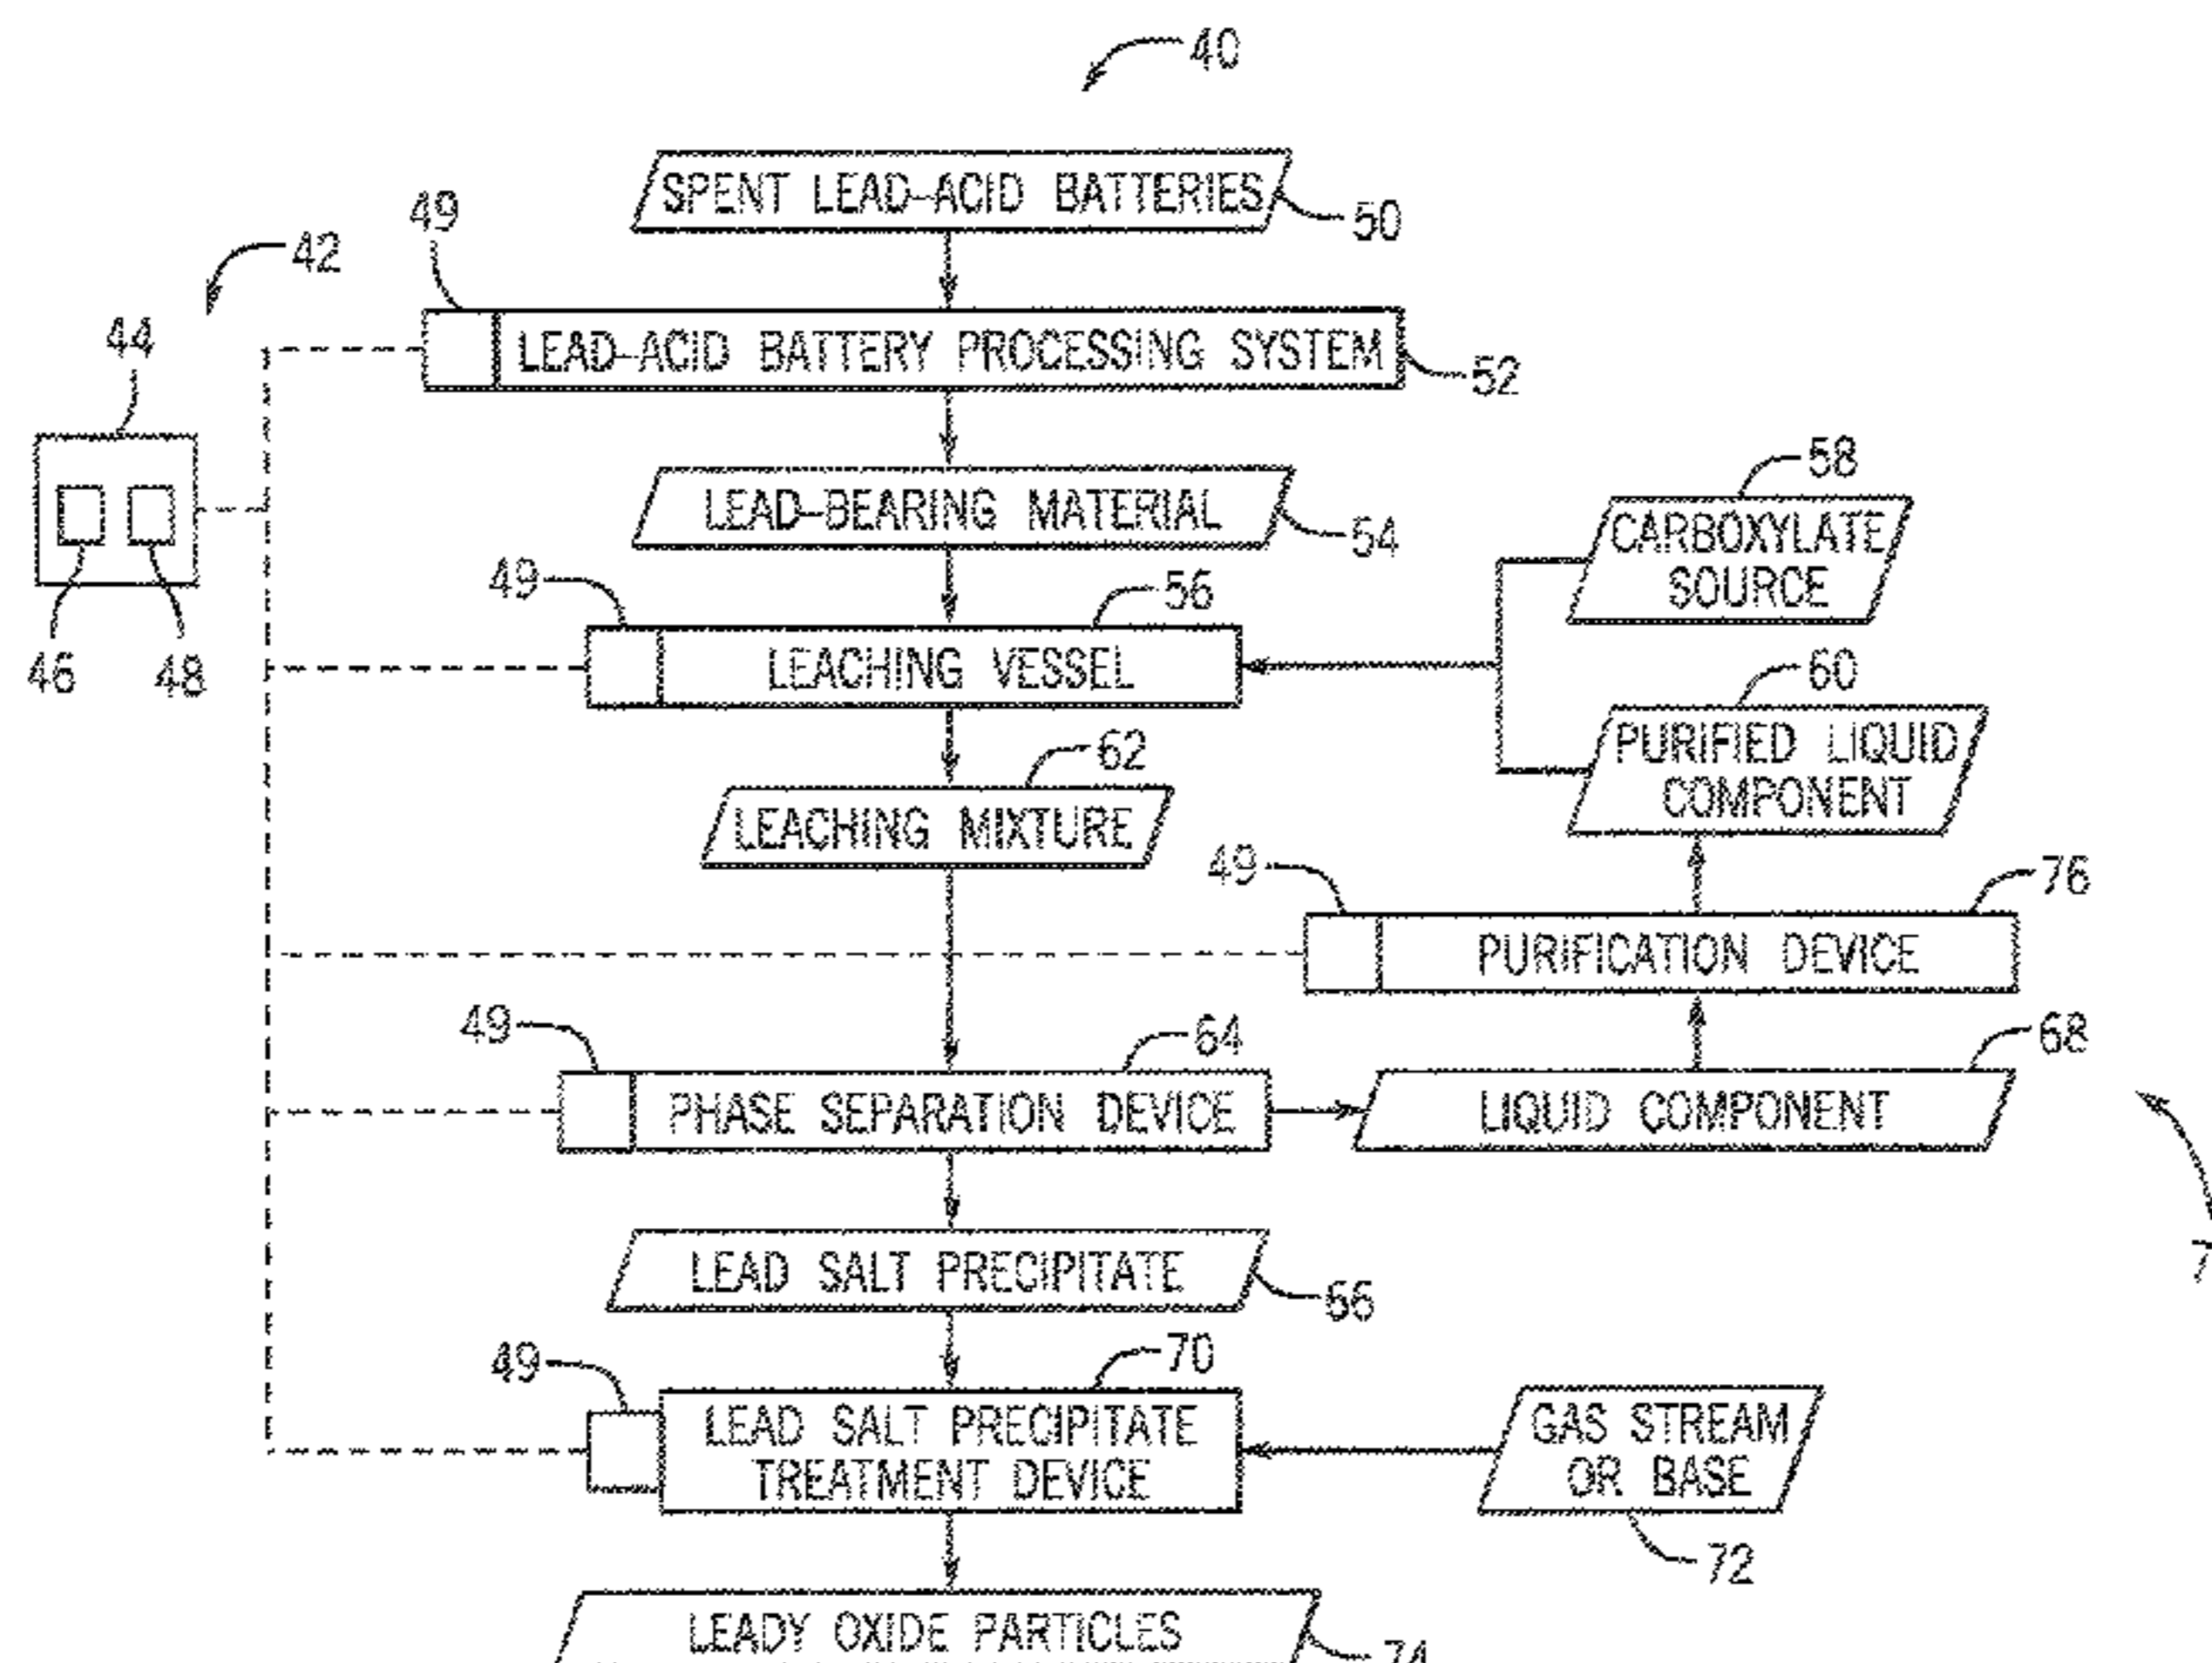 40
SPENT LEAD-ACID BATTERIES
50
49
42
LEAD-ACID BATTERY PROCESSING SYSTEM
52
44
LEAD-BEARING MATERIAL
54
58
CARBOXYLATE
SOURCE
46
48
49
56
LEACHING VESSEL
60
PURIFIED LIQUID
COMPONENT
62
LEACHING MIXTURE
49
76
PURIFICATION DEVICE
49
64
PHASE SEPARATION DEVICE
68
LIQUID COMPONENT
LEAD SALT PRECIPITATE
66
49
70
LEAD SALT PRECIPITATE
TREATMENT DEVICE
GAS STREAM
OR BASE
72
LEADY OXIDE PARTICLES
74